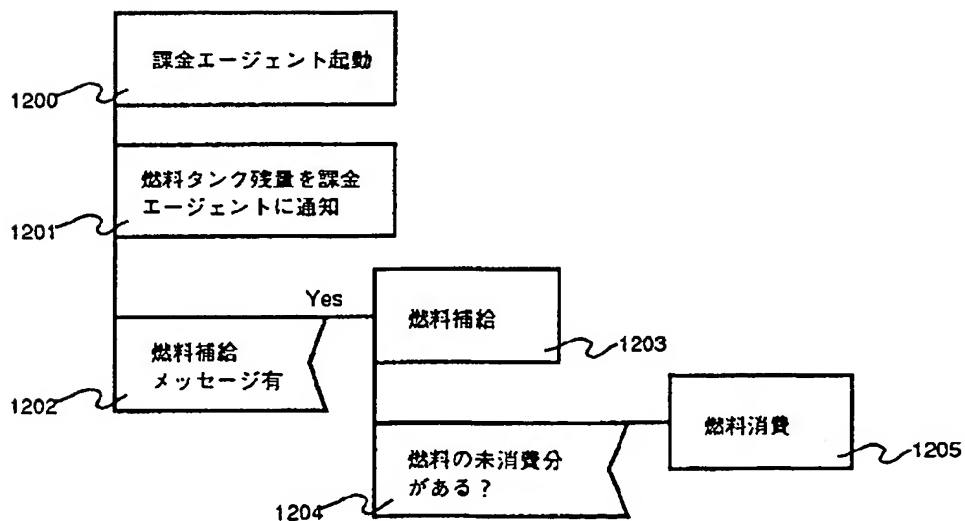 課金エージェント起動
1200
燃料タンク残量を課金
エージェントに通知
1201
Yes
燃料補給
1203
燃料補給
メッセージ有
1202
燃料消費
1205
燃料の未消費分
がある?
1204